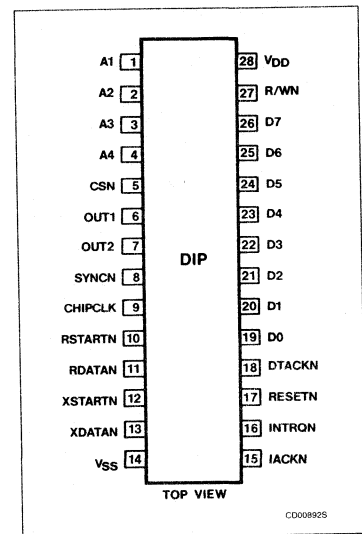 A1 1 28 VDD
A2 2 27 R/WN
A3 3 26 D7
A4 4 25 D6
CSN 5 24 D5
OUT1 6 23 D4
OUT2 7 22 D3
DIP
SYNCN 8 21 D2
CHIPCLK 9 20 D1
RSTARTN 10 19 D0
RDATAN 11 18 DTACKN
XSTARTN 12 17 RESETN
XDATAN 13 16 INTRQN
VSS 14 15 IACKN
TOP VIEW
CD00892S